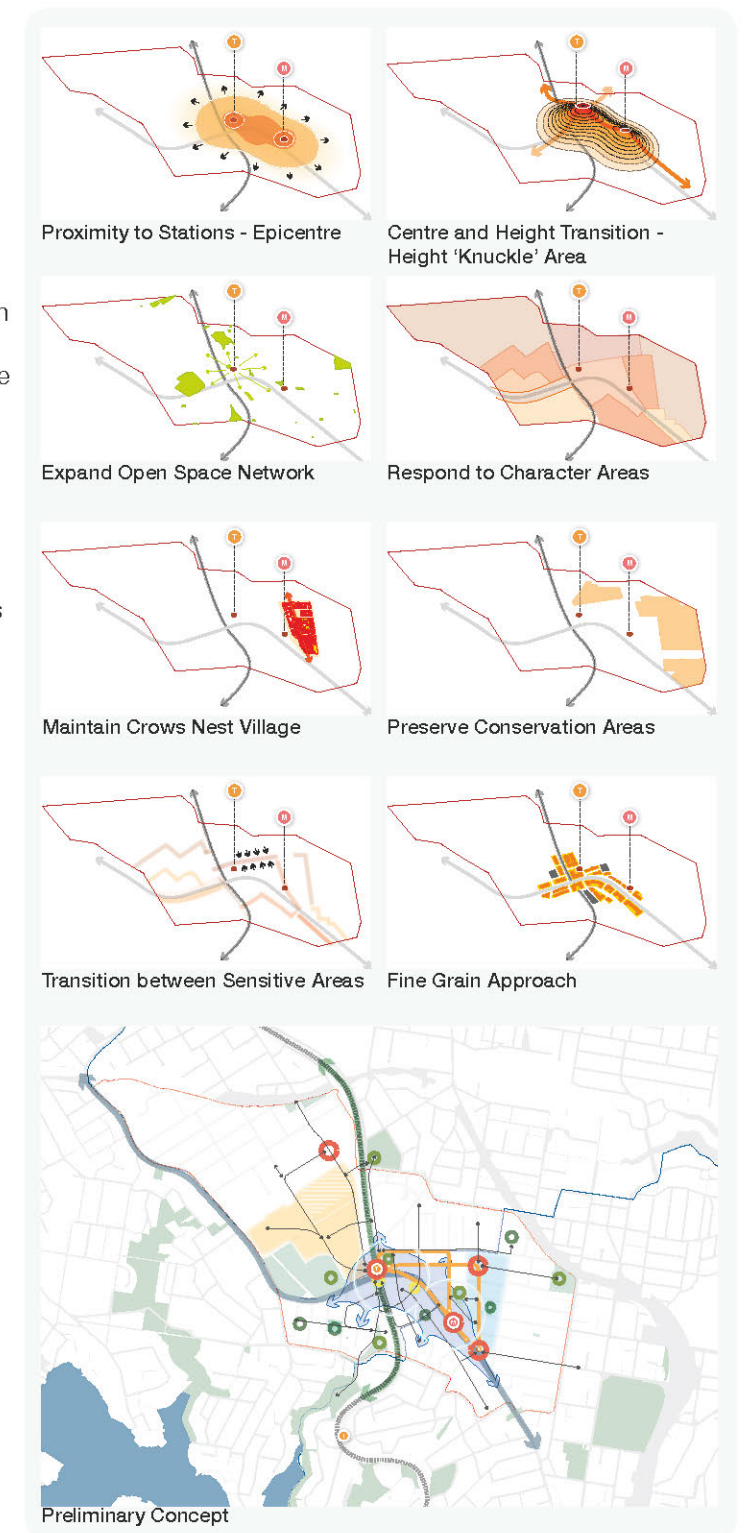 T
M
T
M
Proximity to Stations - Epicentre
Centre and Height Transition -
Height ‘Knuckle’ Area
T
M
T
M
Expand Open Space Network
Respond to Character Areas
T
M
T
M
Maintain Crows Nest Village
Preserve Conservation Areas
T
M
T
M
Transition between Sensitive Areas
Fine Grain Approach
Preliminary Concept